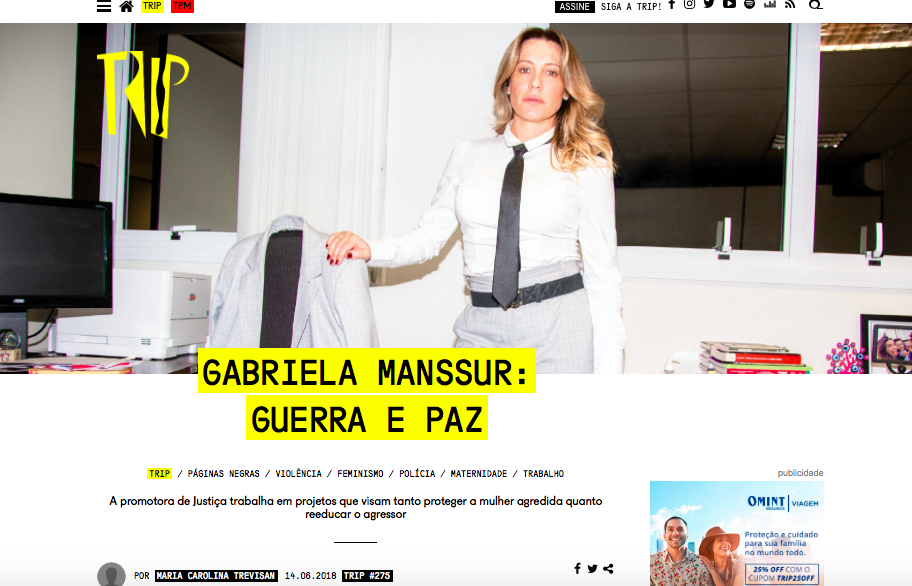 TRIP TPM ASSINE SIGA A TRIP!
TRIP
GABRIELA MANSSUR:
GUERRA E PAZ
TRIP / PÁGINAS NEGRAS / VIOLÊNCIA / FEMINISMO / POLÍCIA / MATERNIDADE / TRABALHO
A promotora de Justiça trabalha em projetos que visam tanto proteger a mulher agredida quanto
reeducar o agressor
POR MARIA CAROLINA TREVISAN 14.06.2018 TRIP #275
publicidade
OMINT VIAGEM
SEGUROS
Proteção e cuidado
para sua família
no mundo todo.
25% OFF COM O
CUPOM TRIP25OFF